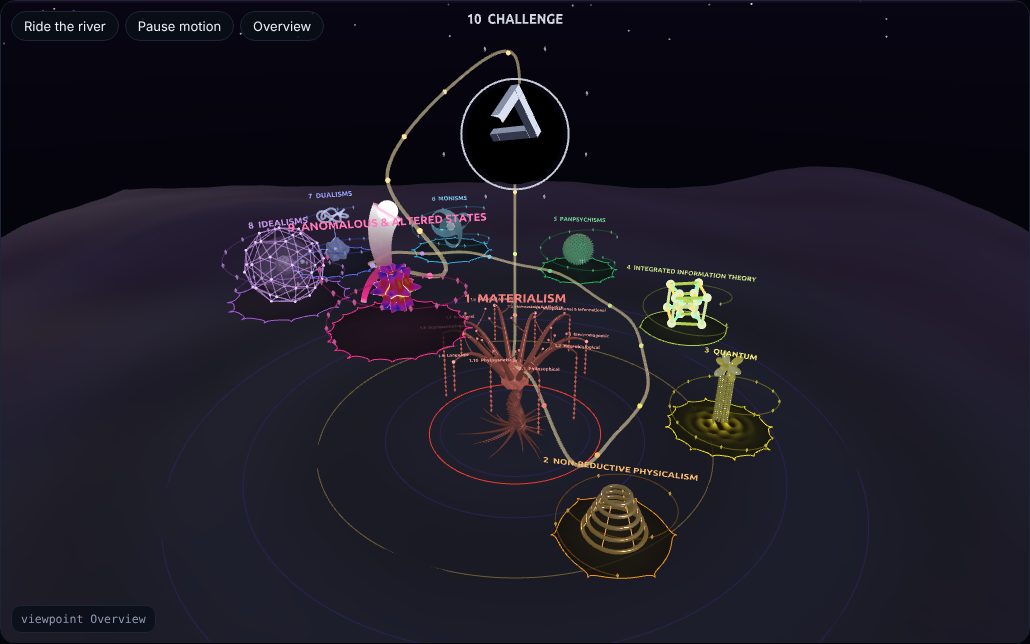 Ride the river
Pause motion
Overview
10 CHALLENGE
7 DUALISMS
6 MONISMS
8 IDEALISMS
9 ANOMALOUS & ALTERED STATES
5 PANPSYCHISMS
4 INTEGRATED INFORMATION THEORY
1 MATERIALISM
3 QUANTUM
2 NON-REDUCTIVE PHYSICALISM
viewpoint Overview